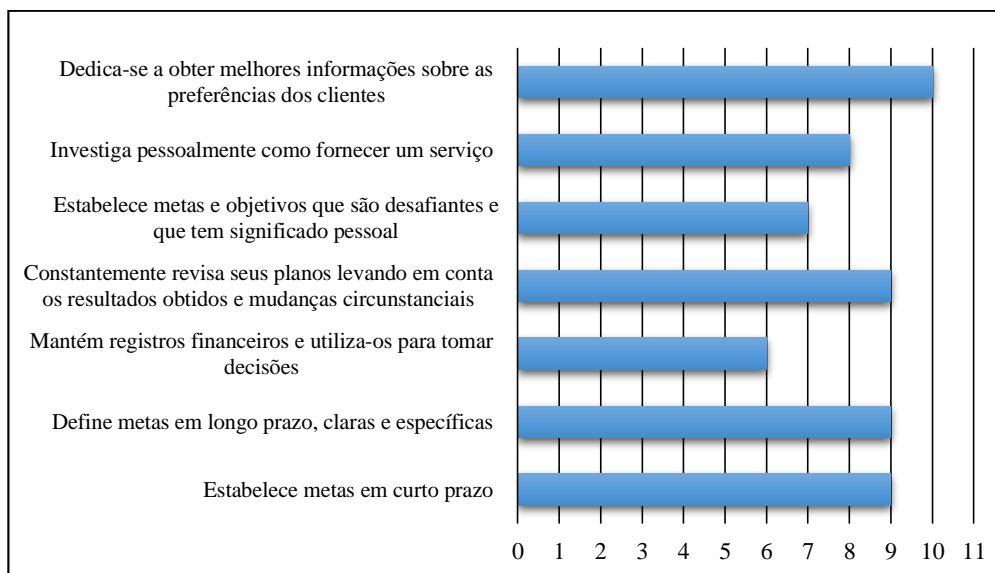 Dedica-se a obter melhores informações sobre as
preferências dos clientes
Investiga pessoalmente como fornecer um serviço
Estabelece metas e objetivos que são desafiantes e
que tem significado pessoal
Constantemente revisa seus planos levando em conta
os resultados obtidos e mudanças circunstanciais
Mantém registros financeiros e utiliza-os para tomar
decisões
Define metas em longo prazo, claras e específicas
Estabelece metas em curto prazo
0 1 2 3 4 5 6 7 8 9 10 11